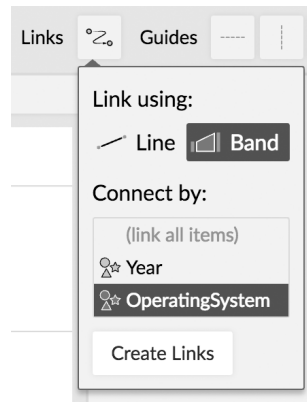 Links Guides
Link using:
Line Band
Connect by:
(link all items)
Year
OperatingSystem
Create Links